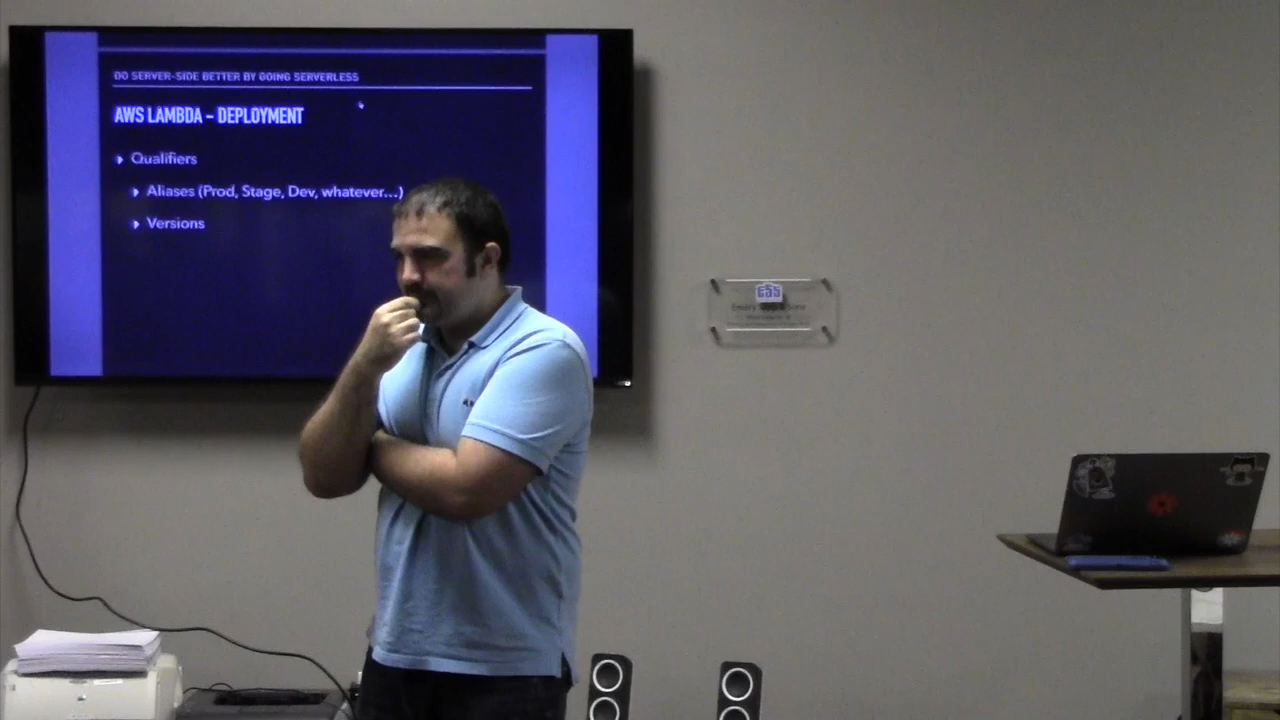 DO SERVER-SIDE BETTER BY GOING SERVERLESS
AWS LAMBDA – DEPLOYMENT
Qualifiers
Aliases (Prod, Stage, Dev, whatever...)
Versions